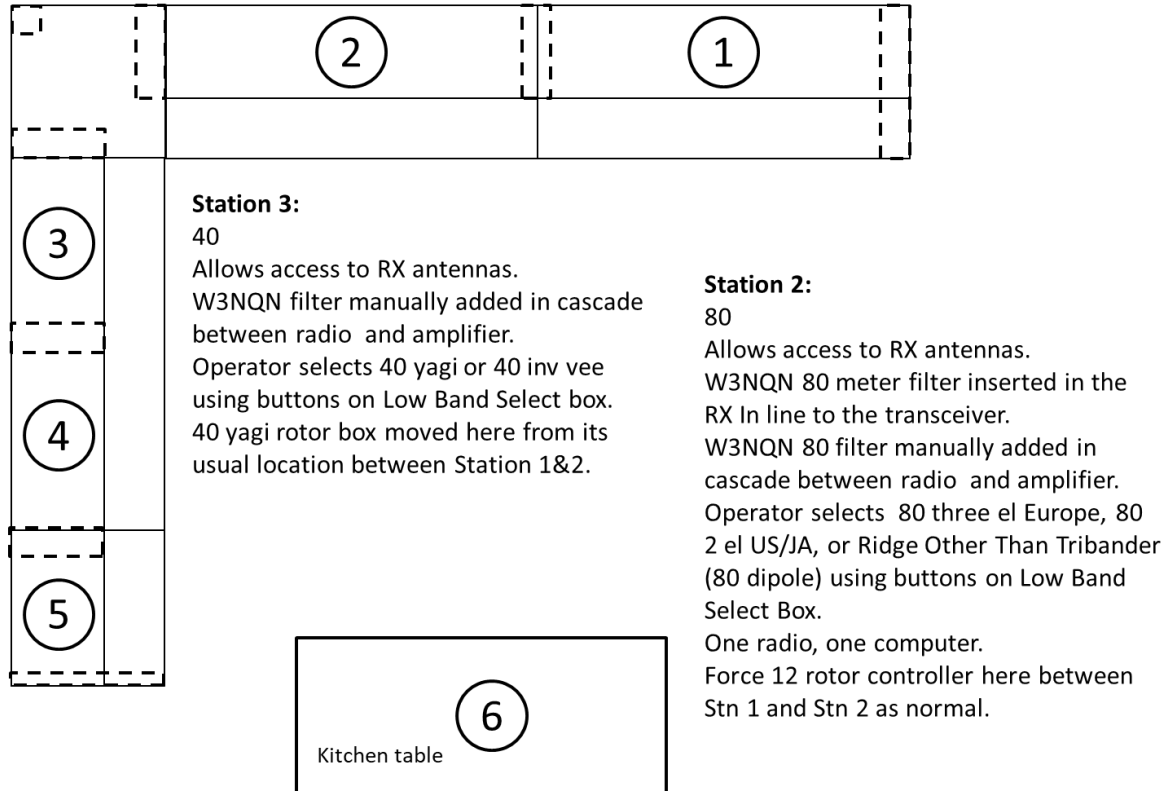 2
1
3
4
5
Station 3:
40
Allows access to RX antennas.
W3NQN filter manually added in cascade
between radio  and amplifier.
Operator selects 40 yagi or 40 inv vee
using buttons on Low Band Select box.
40 yagi rotor box moved here from its
usual location between Station 1&2.
Station 2:
80
Allows access to RX antennas.
W3NQN 80 meter filter inserted in the
RX In line to the transceiver.
W3NQN 80 filter manually added in
cascade between radio  and amplifier.
Operator selects  80 three el Europe, 80
2 el US/JA, or Ridge Other Than Tribander
(80 dipole) using buttons on Low Band
Select Box.
One radio, one computer.
Force 12 rotor controller here between
Stn 1 and Stn 2 as normal.
6
Kitchen table